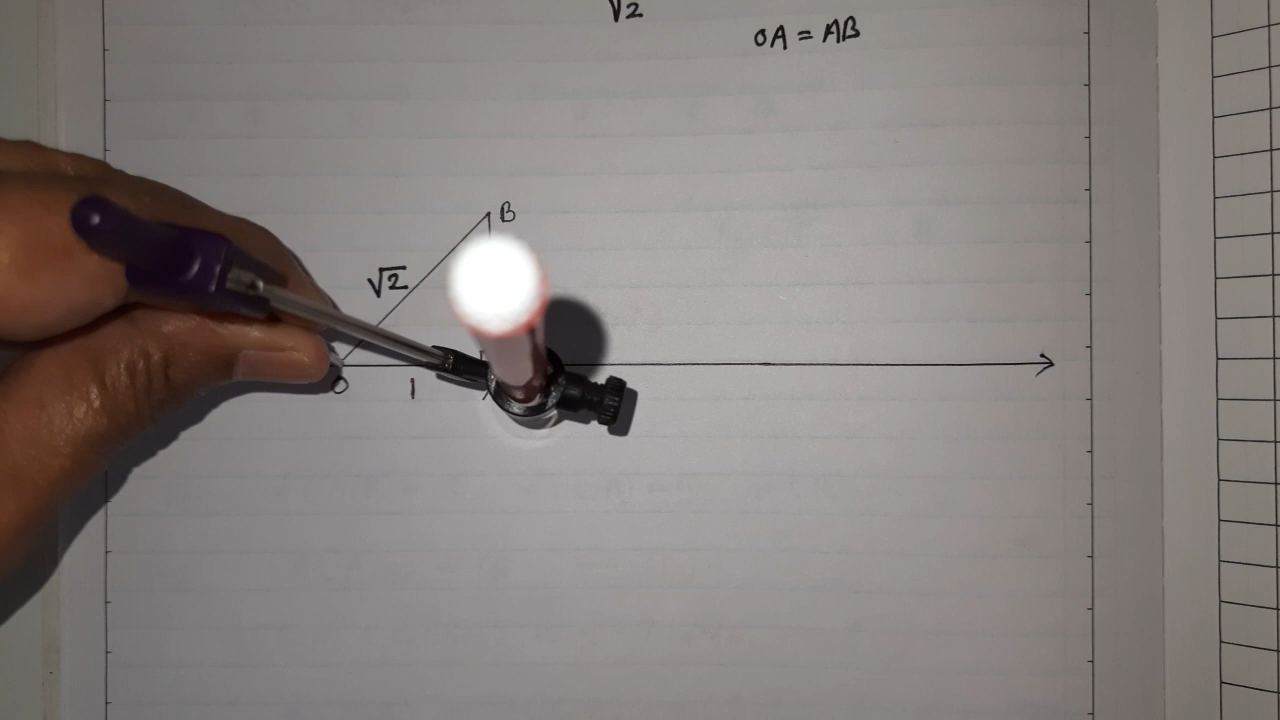 √2
OA = AB
B
√2
O
1